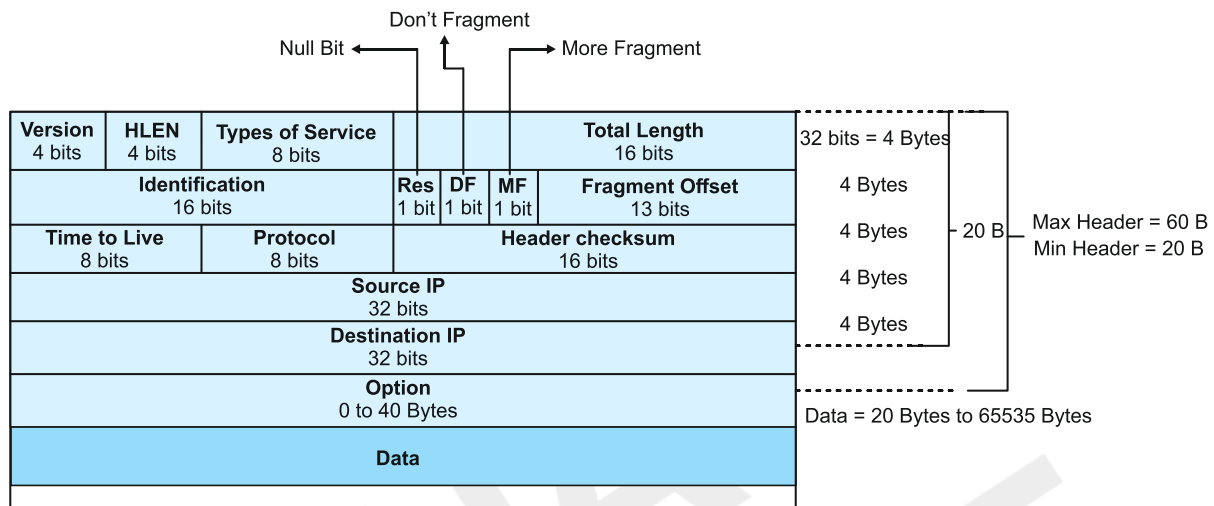 Don’t Fragment
Null Bit
More Fragment
Version
4 bits
HLEN
4 bits
Types of Service
8 bits
Total Length
16 bits
32 bits = 4 Bytes
Identification
16 bits
Res
1 bit
DF
1 bit
MF
1 bit
Fragment Offset
13 bits
4 Bytes
Time to Live
8 bits
Protocol
8 bits
Header checksum
16 bits
4 Bytes
20 B
Max Header = 60 B
Min Header = 20 B
Source IP
32 bits
4 Bytes
Destination IP
32 bits
4 Bytes
Option
0 to 40 Bytes
Data = 20 Bytes to 65535 Bytes
Data